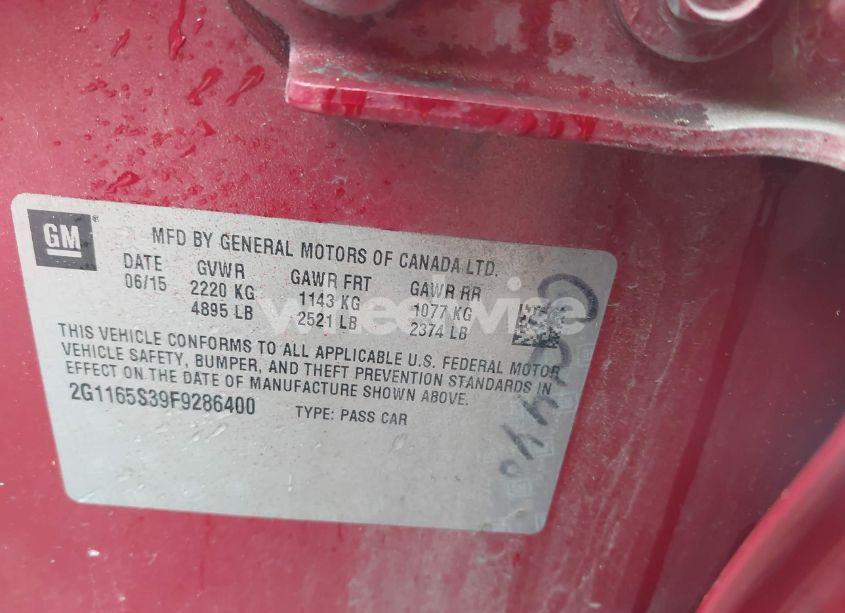 GM
MFD BY GENERAL MOTORS OF CANADA LTD.
DATE GVWR GAWR FRT GAWR RR
06/15 2220 KG 1143 KG 1077 KG
4895 LB 2521 LB 2374 LB
THIS VEHICLE CONFORMS TO ALL APPLICABLE U.S. FEDERAL MOTOR
VEHICLE SAFETY, BUMPER, AND THEFT PREVENTION STANDARDS IN
EFFECT ON THE DATE OF MANUFACTURE SHOWN ABOVE.
2G1165S39F9286400 TYPE: PASS CAR